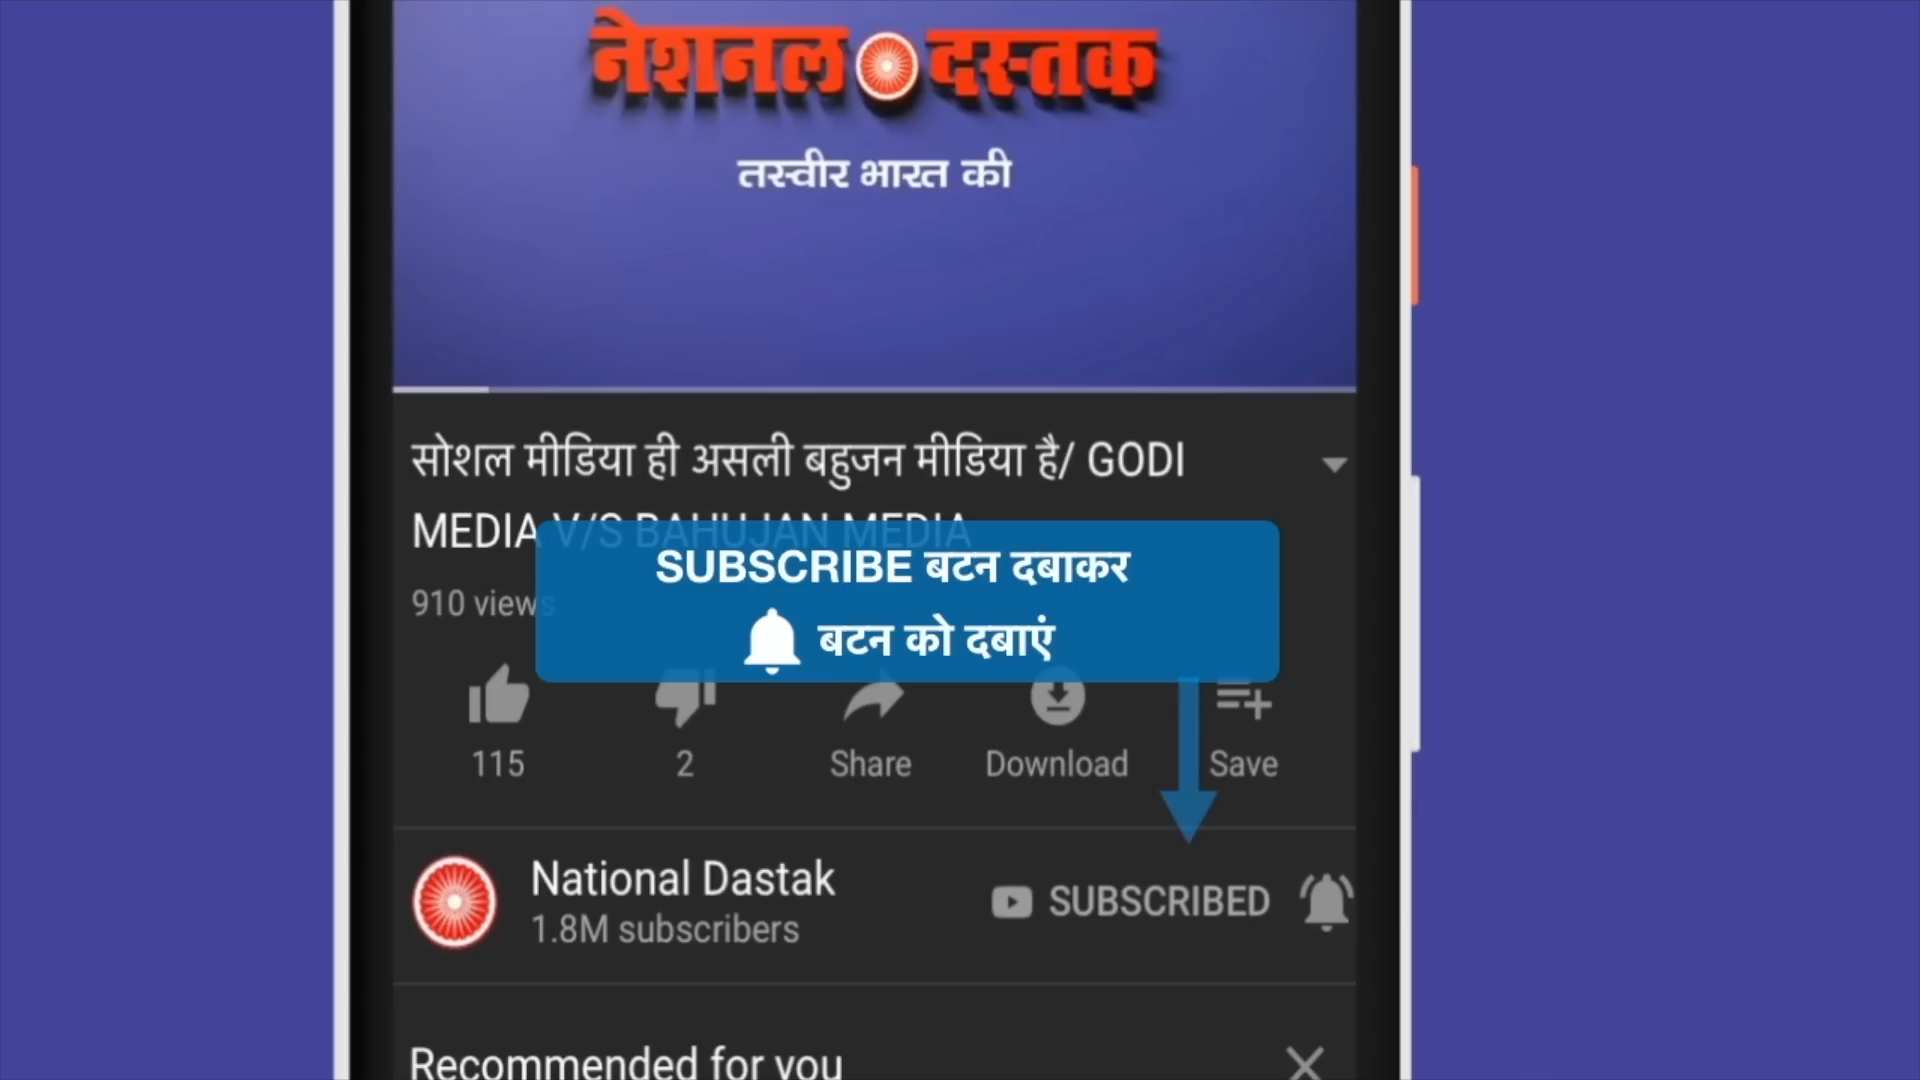 नेशनल दस्तक
तस्वीर भारत की
सोशल मीडिया ही असली बहुजन मीडिया है/ GODI
MEDIA V/S BAHUJAN MEDIA
910 views
SUBSCRIBE बटन दबाकर
बटन को दबाएं
115
2
Share
Download
Save
National Dastak
1.8M subscribers
SUBSCRIBED
Recommended for you